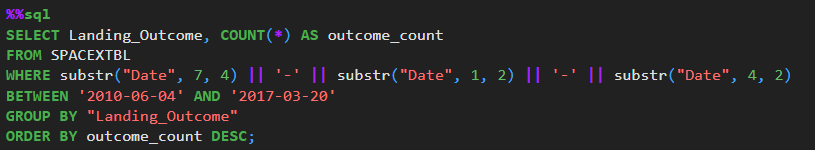 %%sql
SELECT Landing_Outcome, COUNT(*) AS outcome_count
FROM SPACEXTBL
WHERE substr("Date", 7, 4) || '-' || substr("Date", 1, 2) || '-' || substr("Date", 4, 2)
BETWEEN '2010-06-04' AND '2017-03-20'
GROUP BY "Landing_Outcome"
ORDER BY outcome_count DESC;